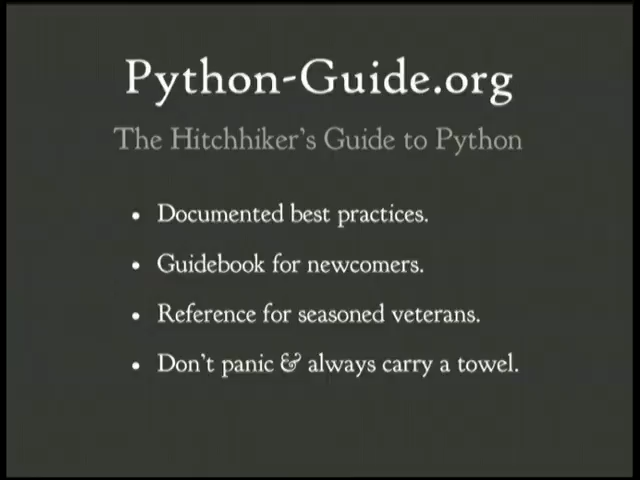 Python-Guide.org
The Hitchhiker's Guide to Python
• Documented best practices.
• Guidebook for newcomers.
• Reference for seasoned veterans.
• Don't panic & always carry a towel.